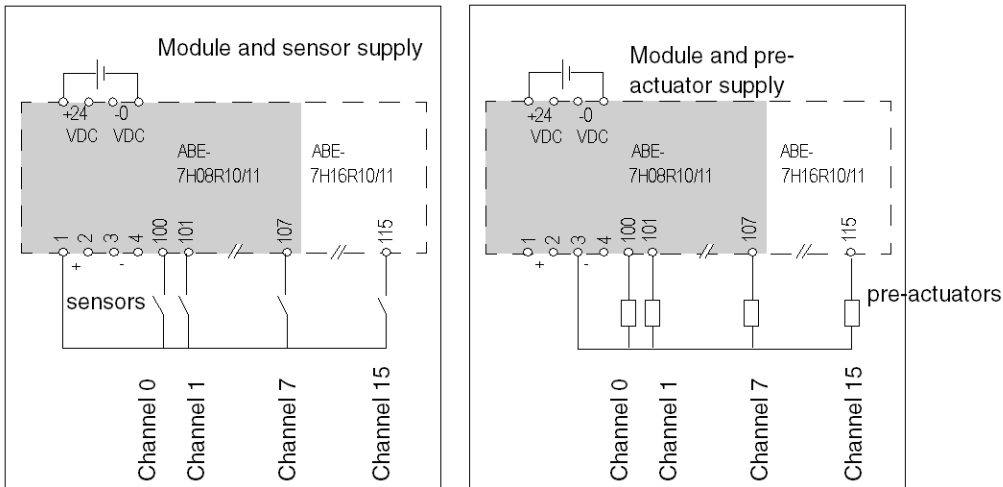 Module and sensor supply
+24 -0
VDC VDC
ABE-
7H08R10/11
ABE-
7H16R10/11
1 2 3 4 100 101 // 107 // 115
+ -
sensors
Channel 0
Channel 1
Channel 7
Channel 15
Module and pre-
actuator supply
+24 -0
VDC VDC
ABE-
7H08R10/11
ABE-
7H16R10/11
1 2 3 4 100 101 // 107 // 115
+ -
pre-actuators
Channel 0
Channel 1
Channel 7
Channel 15